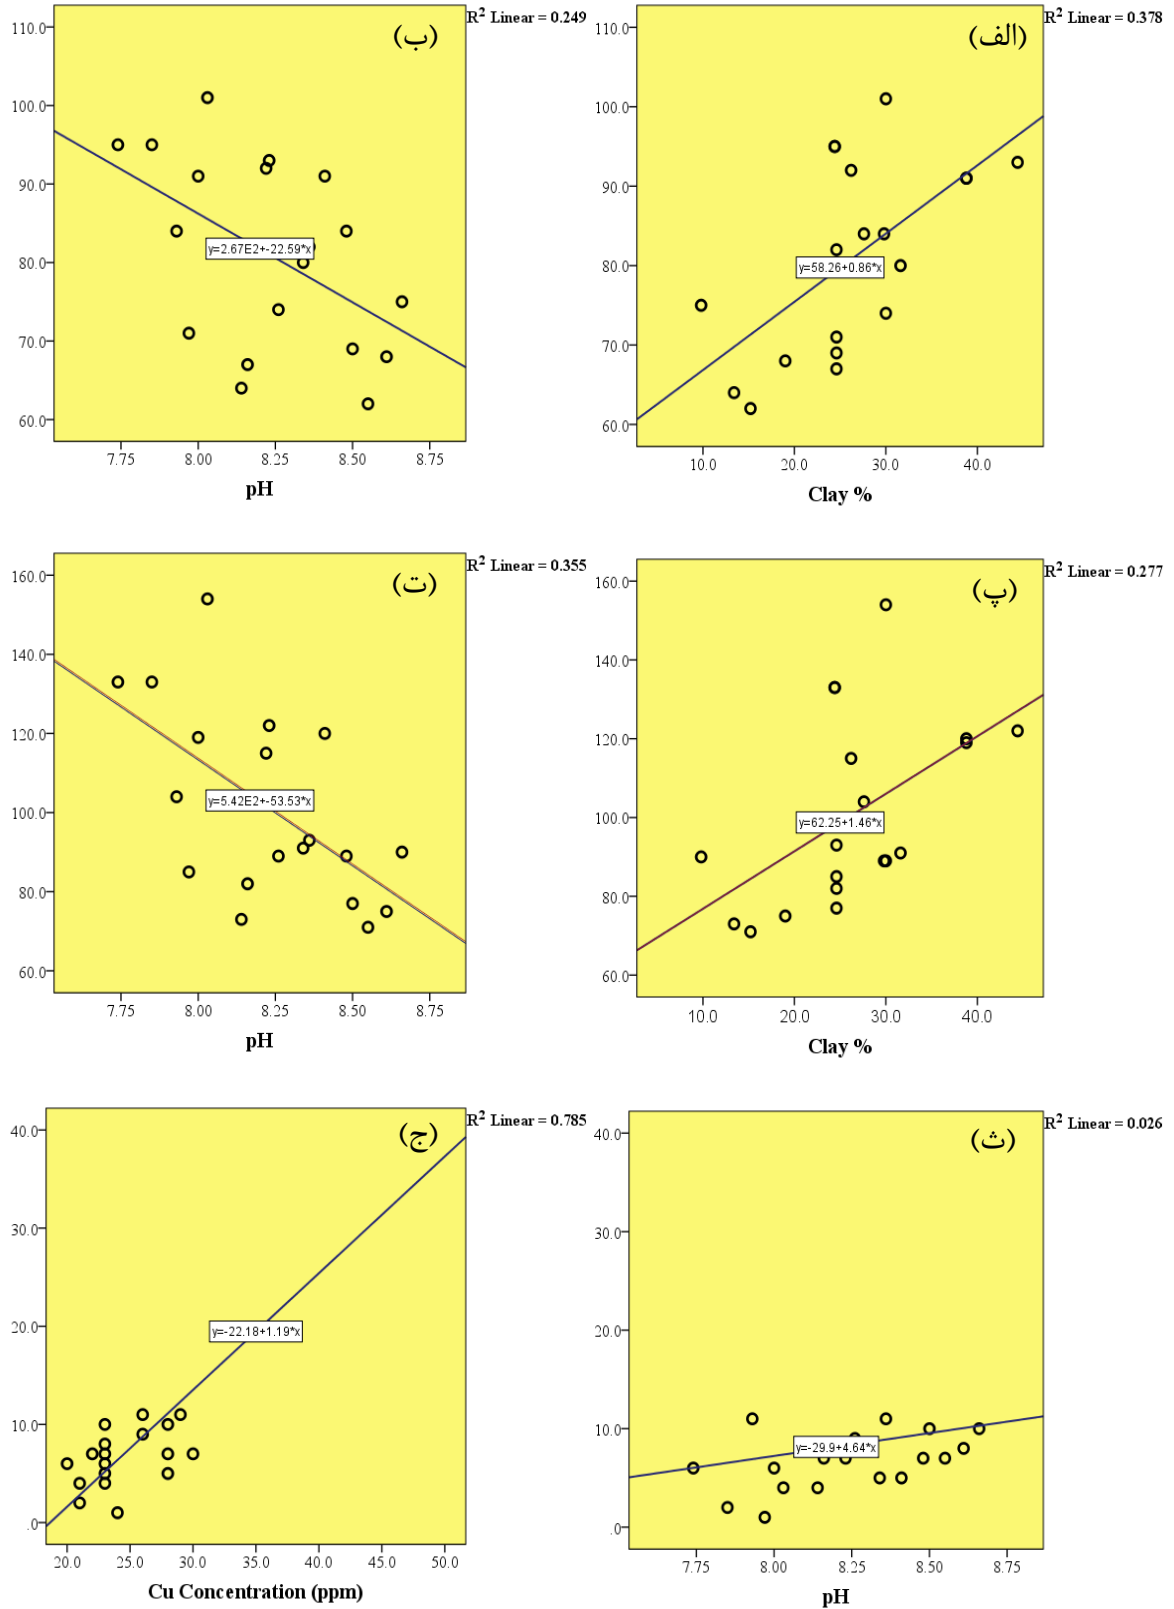 R² Linear = 0.249
(ب)
110.0
100.0
90.0
80.0
70.0
60.0
y=2.67E2+-22.59*x
7.75 8.00 8.25 8.50 8.75
pH
R² Linear = 0.378
(الف)
110.0
100.0
90.0
80.0
70.0
60.0
y=58.26+0.86*x
10.0 20.0 30.0 40.0
Clay %
R² Linear = 0.355
(ت)
160.0
140.0
120.0
100.0
80.0
60.0
y=5.42E2+-53.53*x
7.75 8.00 8.25 8.50 8.75
pH
R² Linear = 0.277
(پ)
160.0
140.0
120.0
100.0
80.0
60.0
y=62.25+1.46*x
10.0 20.0 30.0 40.0
Clay %
R² Linear = 0.785
(ج)
40.0
30.0
20.0
10.0
.0
y=-22.18+1.19*x
20.0 25.0 30.0 35.0 40.0 45.0 50.0
Cu Concentration (ppm)
R² Linear = 0.026
(ث)
40.0
30.0
20.0
10.0
.0
y=-29.9+4.64*x
7.75 8.00 8.25 8.50 8.75
pH